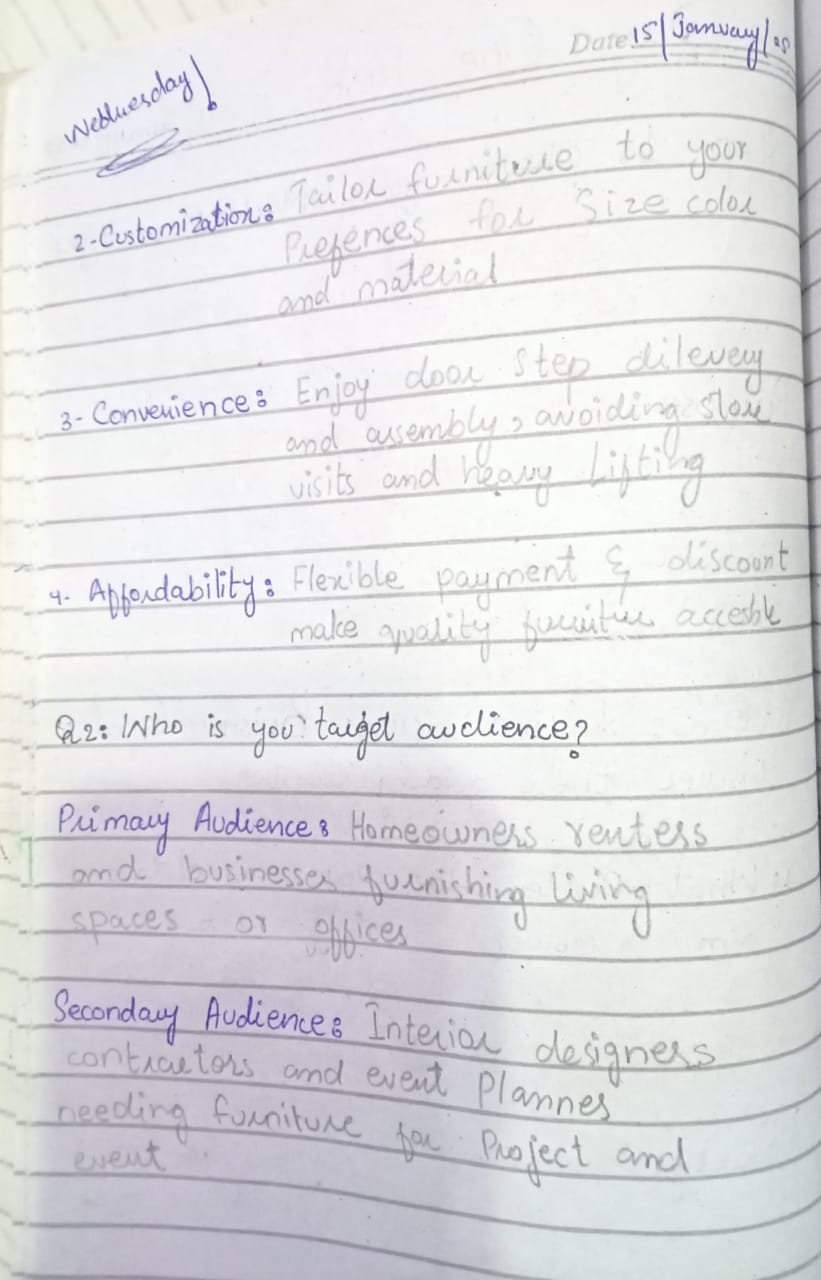 Date 15/January/25
Webnesday!
2-Customization: Tailor furniture to your
Prefences for Size color
and material
3- Convenience: Enjoy door step dilevery
and assembly, avoiding store
visits and heavy Lifting
4- Affordability: Flexible payment & discount
make quality furnitur accesble
Q2: Who is you target audience?
Primary Audience: Homeowners renters
and businesses furnishing living
spaces or offices
Secondary Audience: Interior designers
contractors and event Plannes
needing furniture for Project and
event